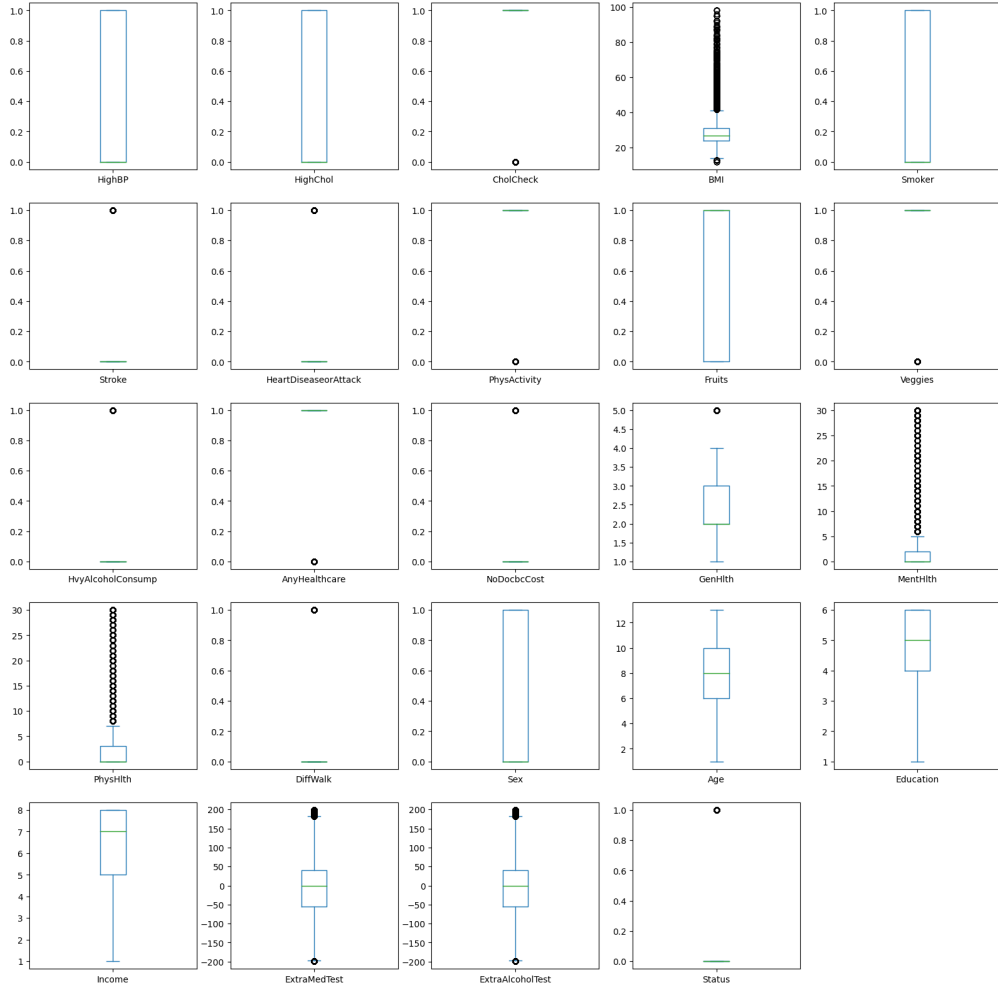 1.0 1.0 1.0 100 1.0
0.8 0.8 0.8 80 0.8
0.6 0.6 0.6 60 0.6
0.4 0.4 0.4 40 0.4
0.2 0.2 0.2 20 0.2
0.0 0.0 0.0 0.0
HighBP HighChol CholCheck BMI Smoker
1.0 1.0 1.0 1.0 1.0
0.8 0.8 0.8 0.8 0.8
0.6 0.6 0.6 0.6 0.6
0.4 0.4 0.4 0.4 0.4
0.2 0.2 0.2 0.2 0.2
0.0 0.0 0.0 0.0 0.0
Stroke HeartDiseaseorAttack PhysActivity Fruits Veggies
1.0 1.0 1.0 5.0 30
4.5
0.8 0.8 0.8 4.0 25
3.5 20
0.6 0.6 0.6 3.0 15
0.4 0.4 0.4 2.5 10
2.0
0.2 0.2 0.2 1.5 5
0.0 0.0 0.0 1.0 0
HvyAlcoholConsump AnyHealthcare NoDocbcCost GenHlth MentHlth
30 1.0 1.0 12 6
25 0.8 0.8 10 5
20 0.6 0.6 8 4
15 6
10 0.4 0.4 4 3
5 0.2 0.2 2 2
0 0.0 0.0 1
PhysHlth DiffWalk Sex Age Education
8 200 200 1.0
7 150 150 0.8
6 100 100
5 50 50 0.6
4 0 0
−50 −50 0.4
3 −100 −100
2 −150 −150 0.2
1 −200 −200 0.0
Income ExtraMedTest ExtraAlcoholTest Status